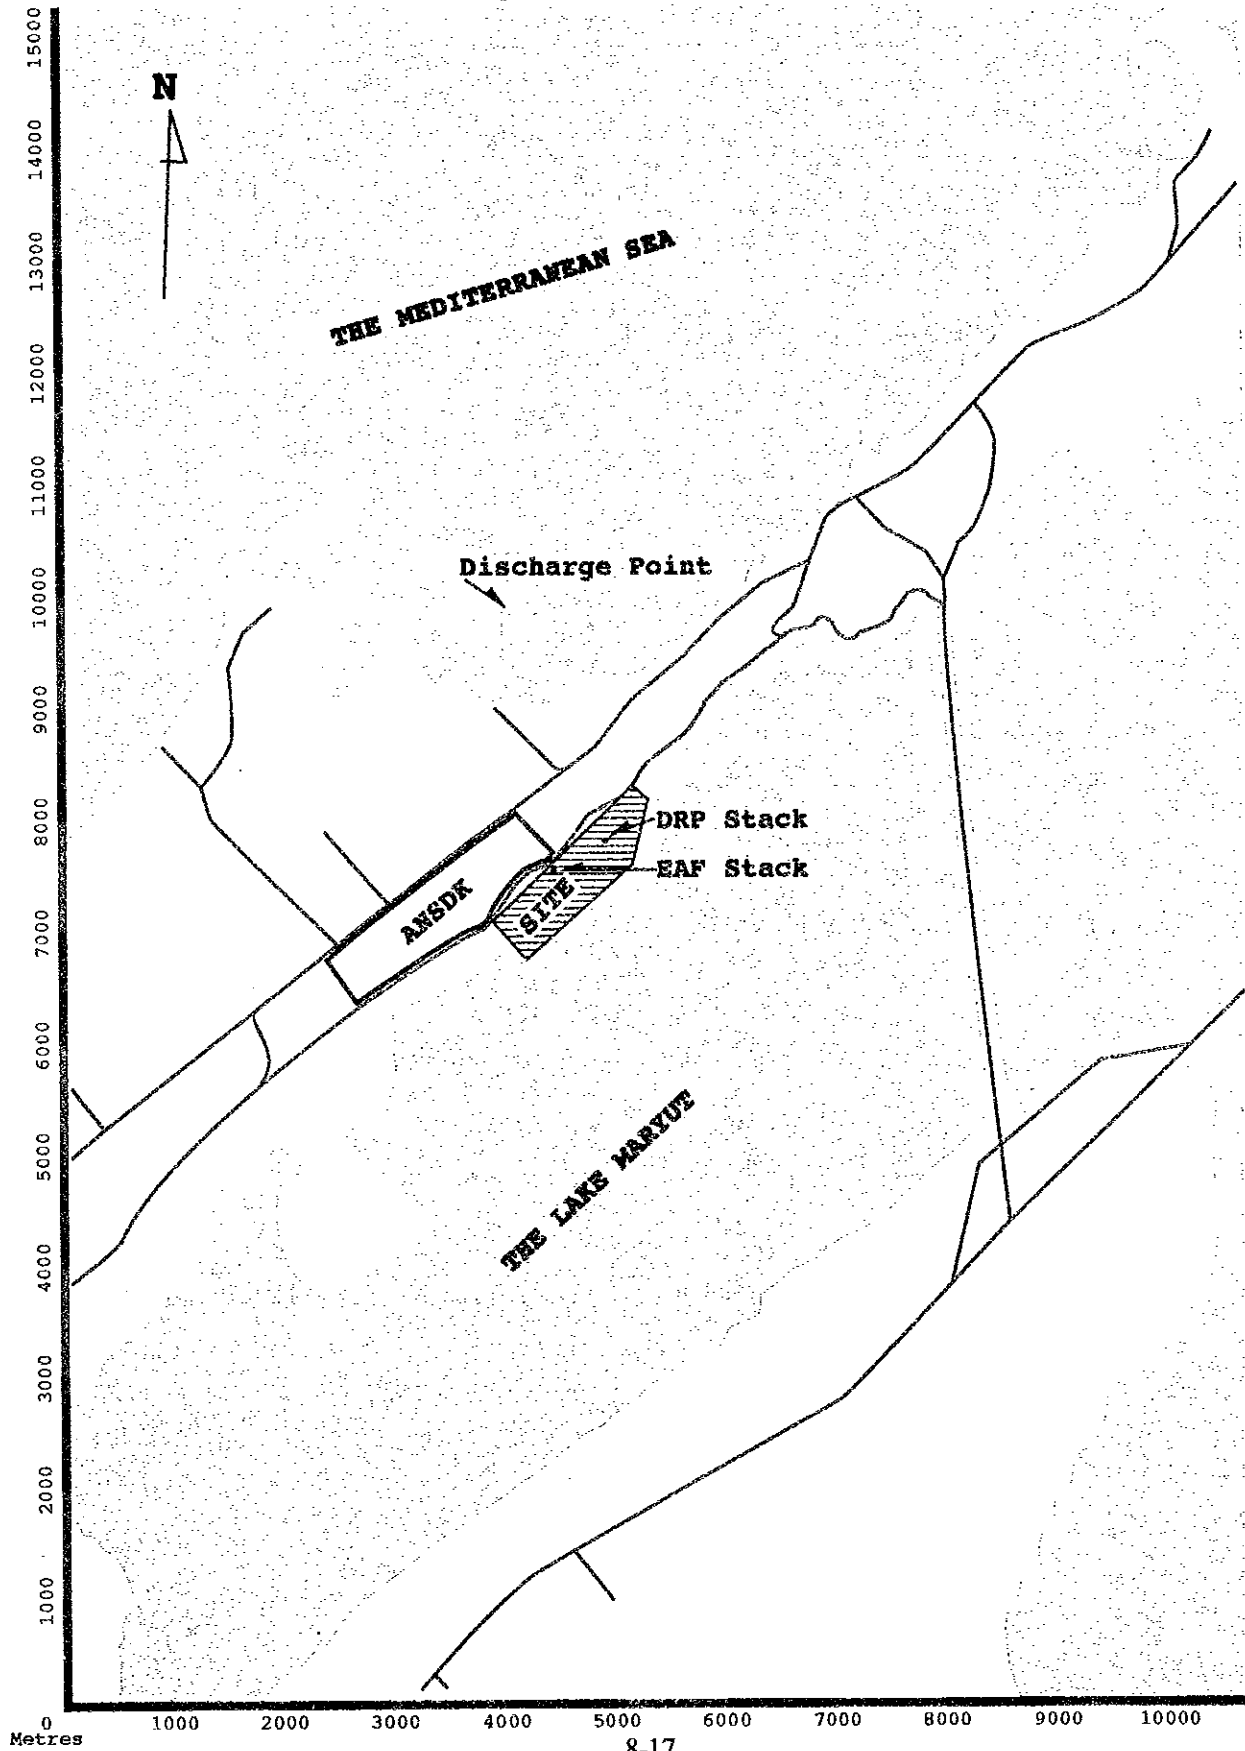 15000
14000
13000
12000
11000
10000
9000
8000
7000
6000
5000
4000
3000
2000
1000
N
THE MEDITERRANEAN SEA
Discharge Point
DRP Stack
EAF Stack
ANSDK
SITE
THE LAKE MARYUT
0 1000 2000 3000 4000 5000 6000 7000 8000 9000 10000
Metres
8-17